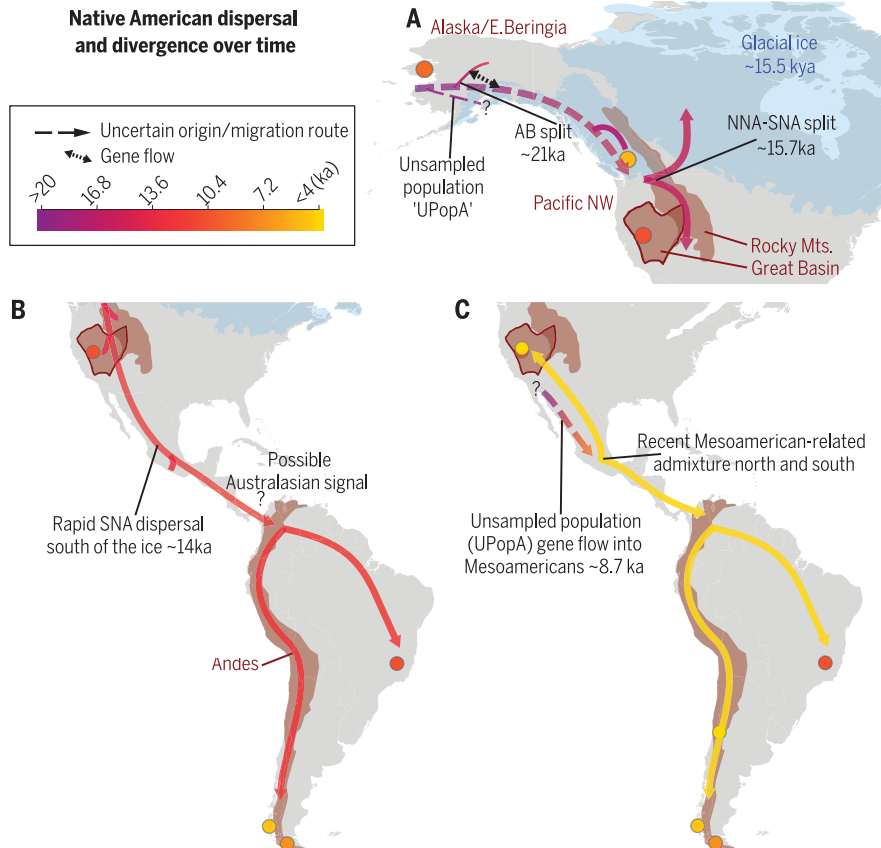 Native American dispersal
and divergence over time
Uncertain origin/migration route
Gene flow
>20
16.8
13.6
10.4
7.2
<4(ka)
A
Alaska/E.Beringia
Glacial ice
~15.5 kya
?
AB split
~21ka
NNA-SNA split
~15.7ka
Unsampled
population
'UPopA'
Pacific NW
Rocky Mts.
Great Basin
B
Possible
Australasian signal
?
Rapid SNA dispersal
south of the ice ~14ka
Andes
C
?
Recent Mesoamerican-related
admixture north and south
Unsampled population
(UPopA) gene flow into
Mesoamericans ~8.7 ka